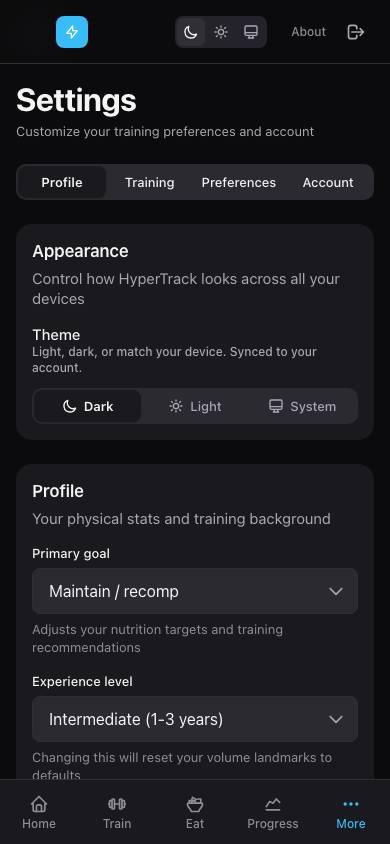 About
Settings
Customize your training preferences and account
Profile Training Preferences Account
Appearance
Control how HyperTrack looks across all your
devices
Theme
Light, dark, or match your device. Synced to your
account.
Dark Light System
Profile
Your physical stats and training background
Primary goal
Maintain / recomp
Adjusts your nutrition targets and training
recommendations
Experience level
Intermediate (1-3 years)
Changing this will reset your volume landmarks to
defaults
Home Train Eat Progress More